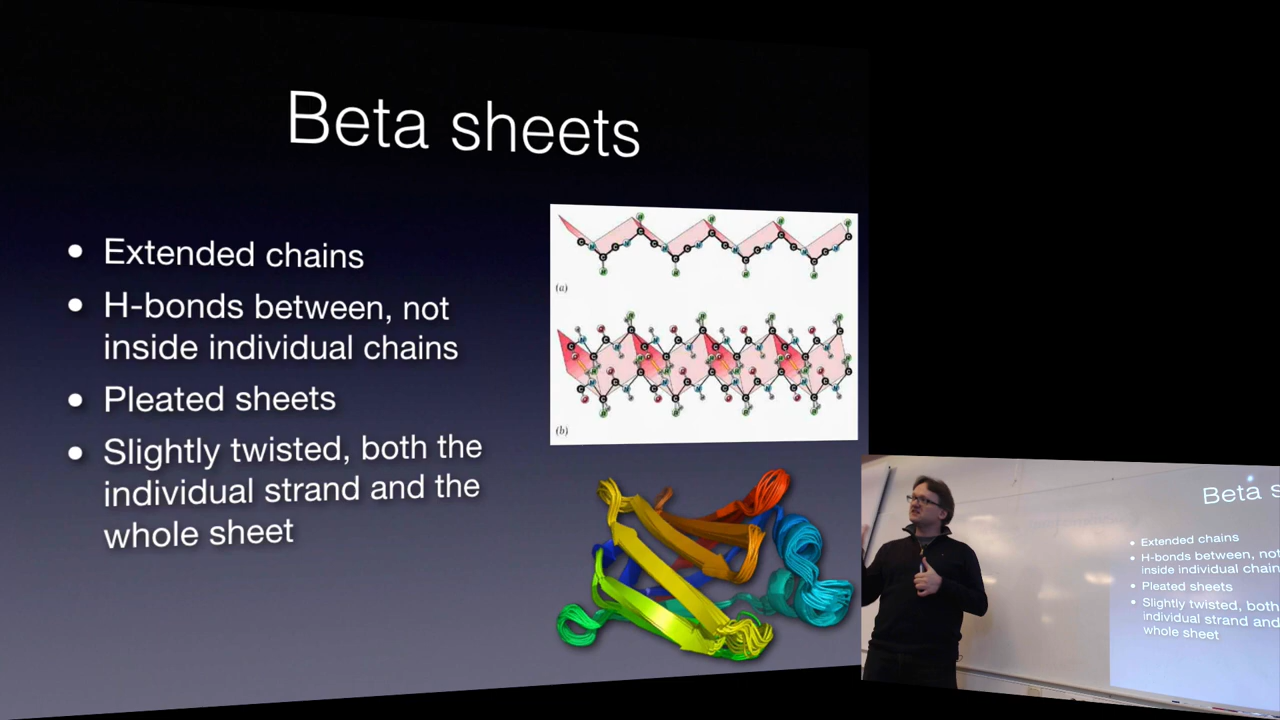 Beta sheets
Extended chains
H-bonds between, not
inside individual chains
Pleated sheets
Slightly twisted, both the
individual strand and the
whole sheet
(a)
(b)
Beta s
Extended chains
H-bonds between, not
inside individual chain
Pleated sheets
Slightly twisted, both
individual strand and
whole sheet